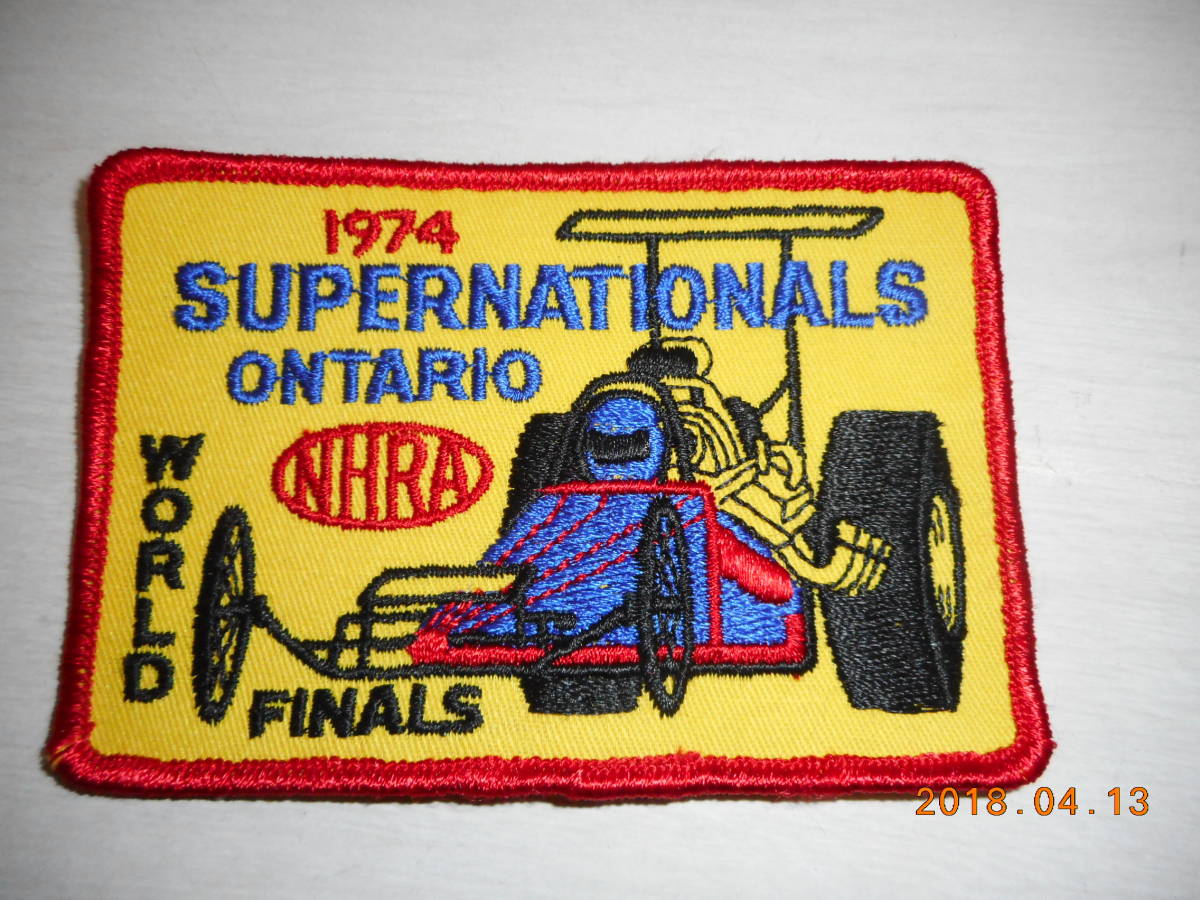 1974
SUPERNATIONALS
ONTARIO
NHRA
WORLD
FINALS
2018.04.13